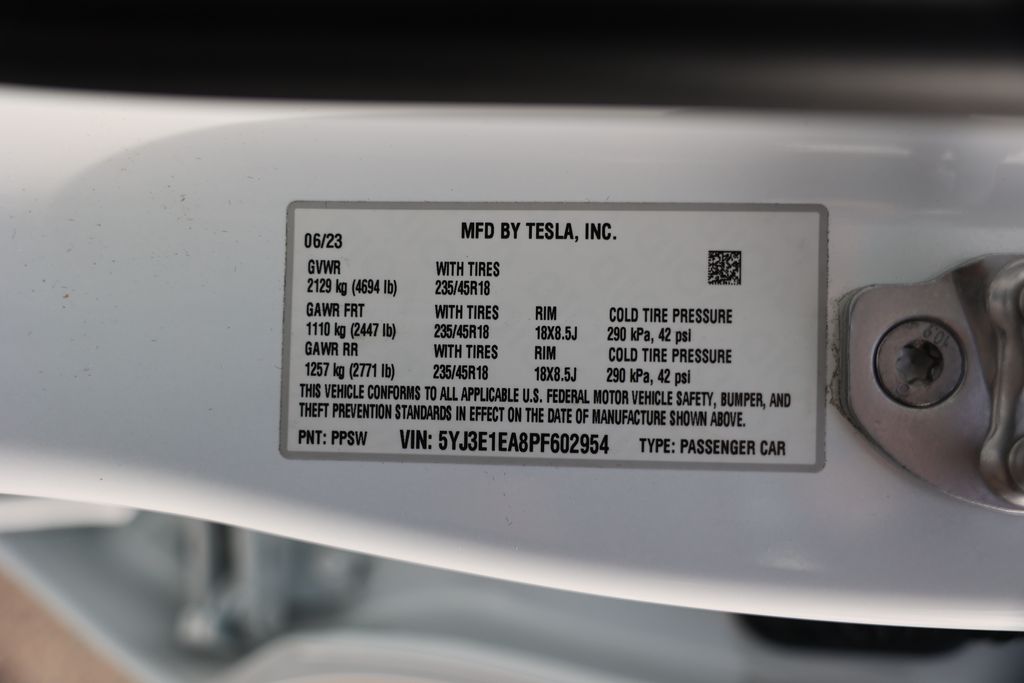 MFD BY TESLA, INC.
06/23
GVWR WITH TIRES
2129 kg (4694 lb) 235/45R18
GAWR FRT WITH TIRES RIM COLD TIRE PRESSURE
1110 kg (2447 lb) 235/45R18 18X8.5J 290 kPa, 42 psi
GAWR RR WITH TIRES RIM COLD TIRE PRESSURE
1257 kg (2771 lb) 235/45R18 18X8.5J 290 kPa, 42 psi
THIS VEHICLE CONFORMS TO ALL APPLICABLE U.S. FEDERAL MOTOR VEHICLE SAFETY, BUMPER, AND
THEFT PREVENTION STANDARDS IN EFFECT ON THE DATE OF MANUFACTURE SHOWN ABOVE.
PNT: PPSW VIN: 5YJ3E1EA8PF602954 TYPE: PASSENGER CAR